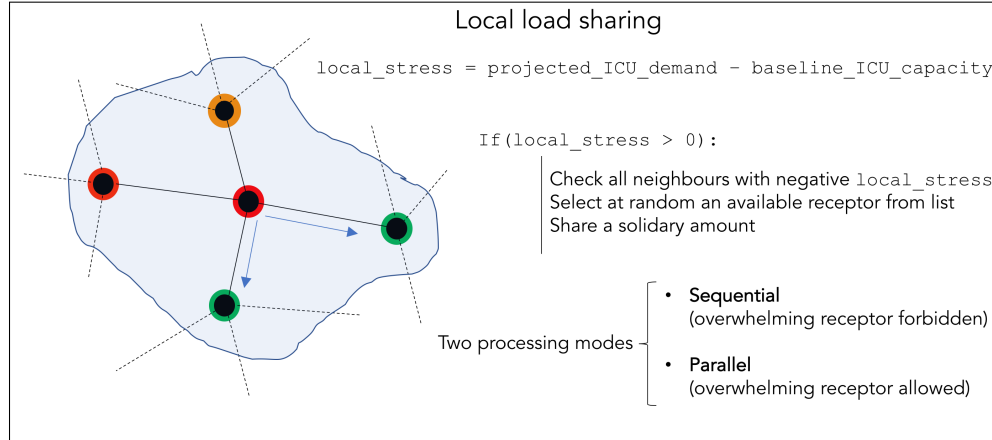 Local load sharing
local_stress = projected_ICU_demand – baseline_ICU_capacity
If(local_stress > 0):
Check all neighbours with negative local_stress
Select at random an available receptor from list
Share a solidary amount
Two processing modes
• Sequential
(overwhelming receptor forbidden)
• Parallel
(overwhelming receptor allowed)